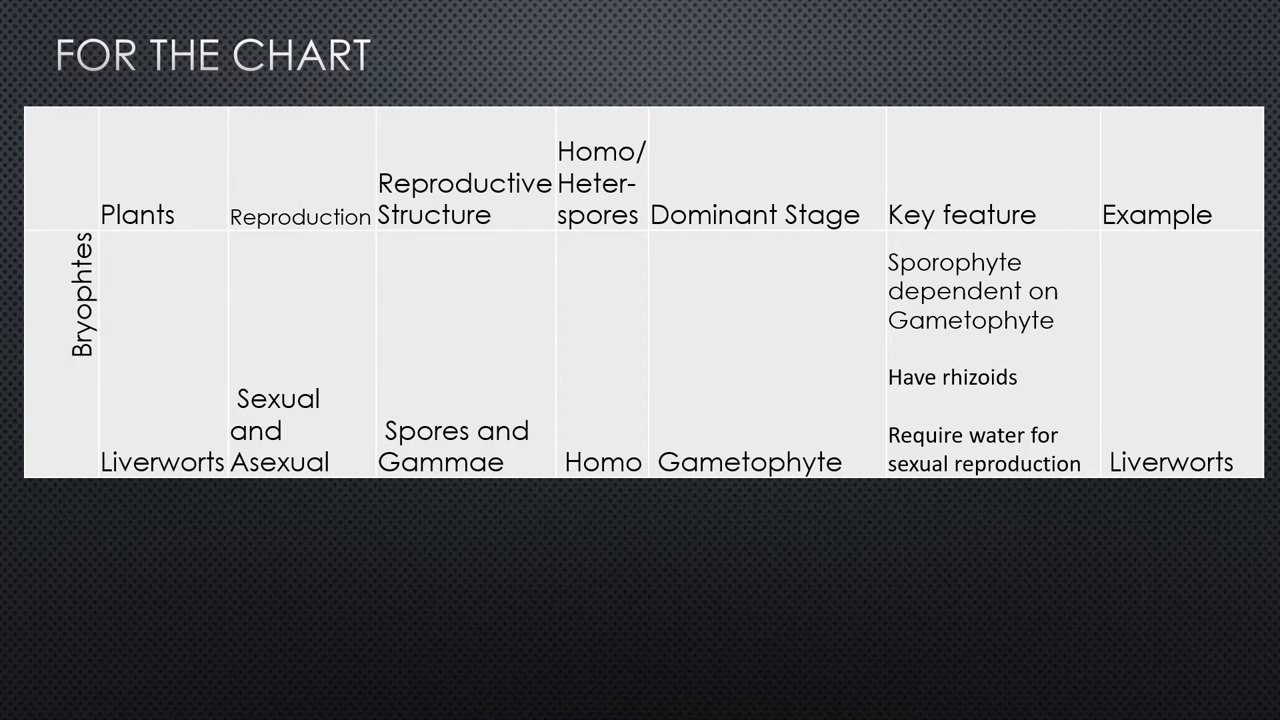 FOR THE CHART
Plants
Reproduction
Reproductive
Structure
Homo/
Heter-
spores
Dominant Stage
Key feature
Example
Bryophtes
Liverworts
Sexual
and
Asexual
Spores and
Gammae
Homo
Gametophyte
Sporophyte
dependent on
Gametophyte
Have rhizoids
Require water for
sexual reproduction
Liverworts